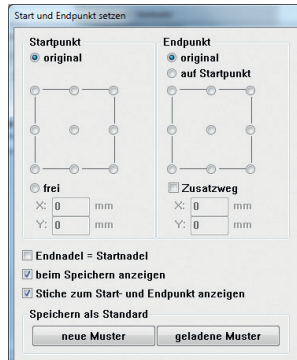 Start und Endpunkt setzen
Startpunkt
original
frei
X: 0 mm
Y: 0 mm
Endpunkt
original
auf Startpunkt
Zusatzweg
X: 0 mm
Y: 0 mm
Endnadel = Startnadel
beim Speichern anzeigen
Stiche zum Start- und Endpunkt anzeigen
Speichern als Standard
neue Muster
geladene Muster